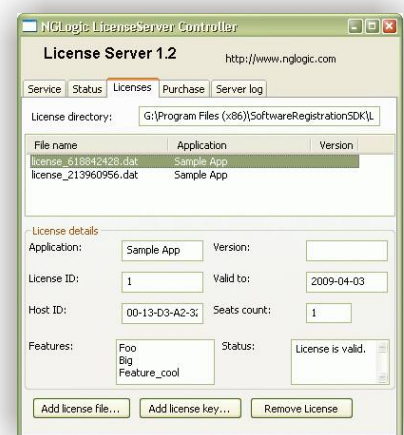 NGLogic LicenseServer Controller
License Server 1.2 http://www.nglogic.com
Service Status Licenses Purchase Server log
License directory: G:\Program Files (x86)\SoftwareRegistrationSDK\L
File name Application Version
license_618842428.dat Sample App
license_213960956.dat Sample App
License details
Application: Sample App Version:
License ID: 1 Valid to: 2009-04-03
Host ID: 00-13-D3-A2-32 Seats count: 1
Features: Foo Status: License is valid.
Big
Feature_cool
Add license file... Add license key... Remove License